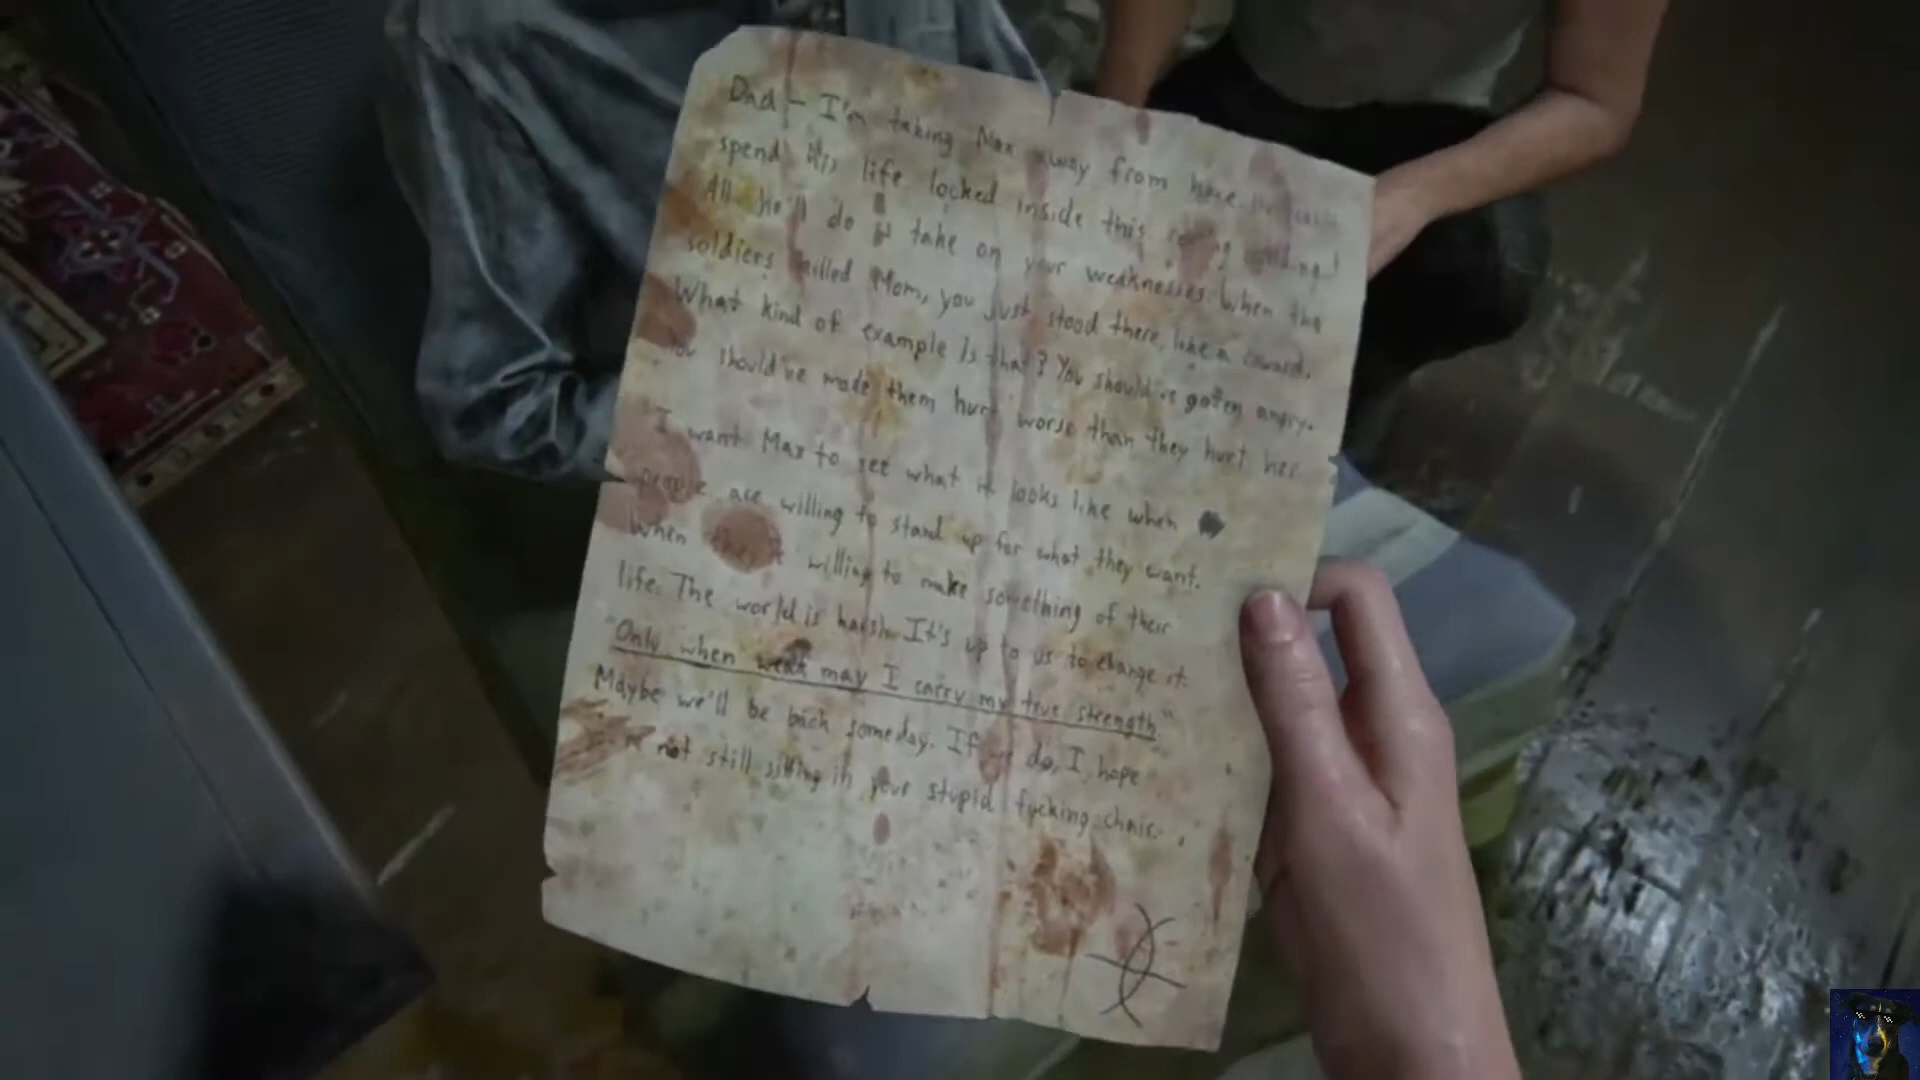 Dad - I'm taking Max away from here.
spend his life locked inside this
All he'll do is take on your weaknesses. When the
soldiers killed Mom, you just stood there, like a coward.
What kind of example is that? You should've gotten angry.
You should've made them hurt worse than they hurt her.
I want Max to see what it looks like when
people are willing to stand up for what they want.
When willing to make something of their
life. The world is harsh. It's up to us to change it.
"Only when weak may I carry my true strength."
Maybe we'll be back someday. If we do, I hope
not still sitting in your stupid fucking chair.